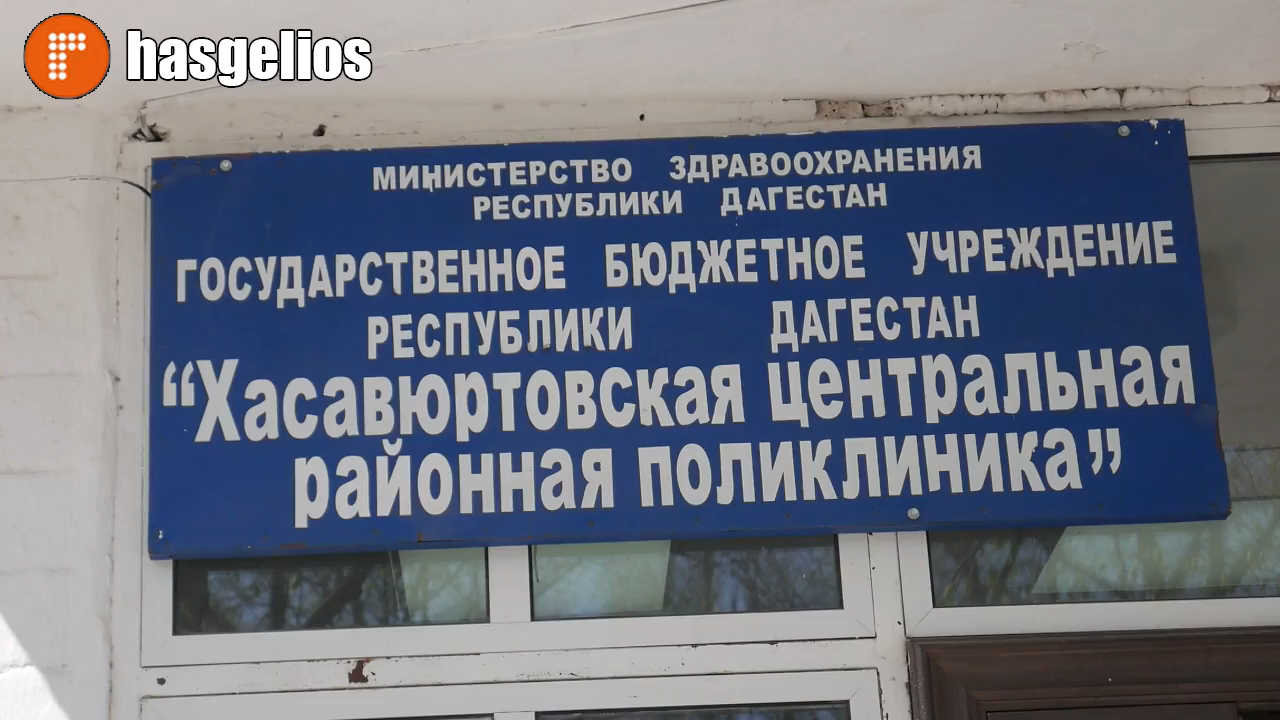 hasgelios
МИНИСТЕРСТВО ЗДРАВООХРАНЕНИЯ
РЕСПУБЛИКИ ДАГЕСТАН
ГОСУДАРСТВЕННОЕ БЮДЖЕТНОЕ УЧРЕЖДЕНИЕ
РЕСПУБЛИКИ ДАГЕСТАН
“Хасавюртовская центральная
районная поликлиника”